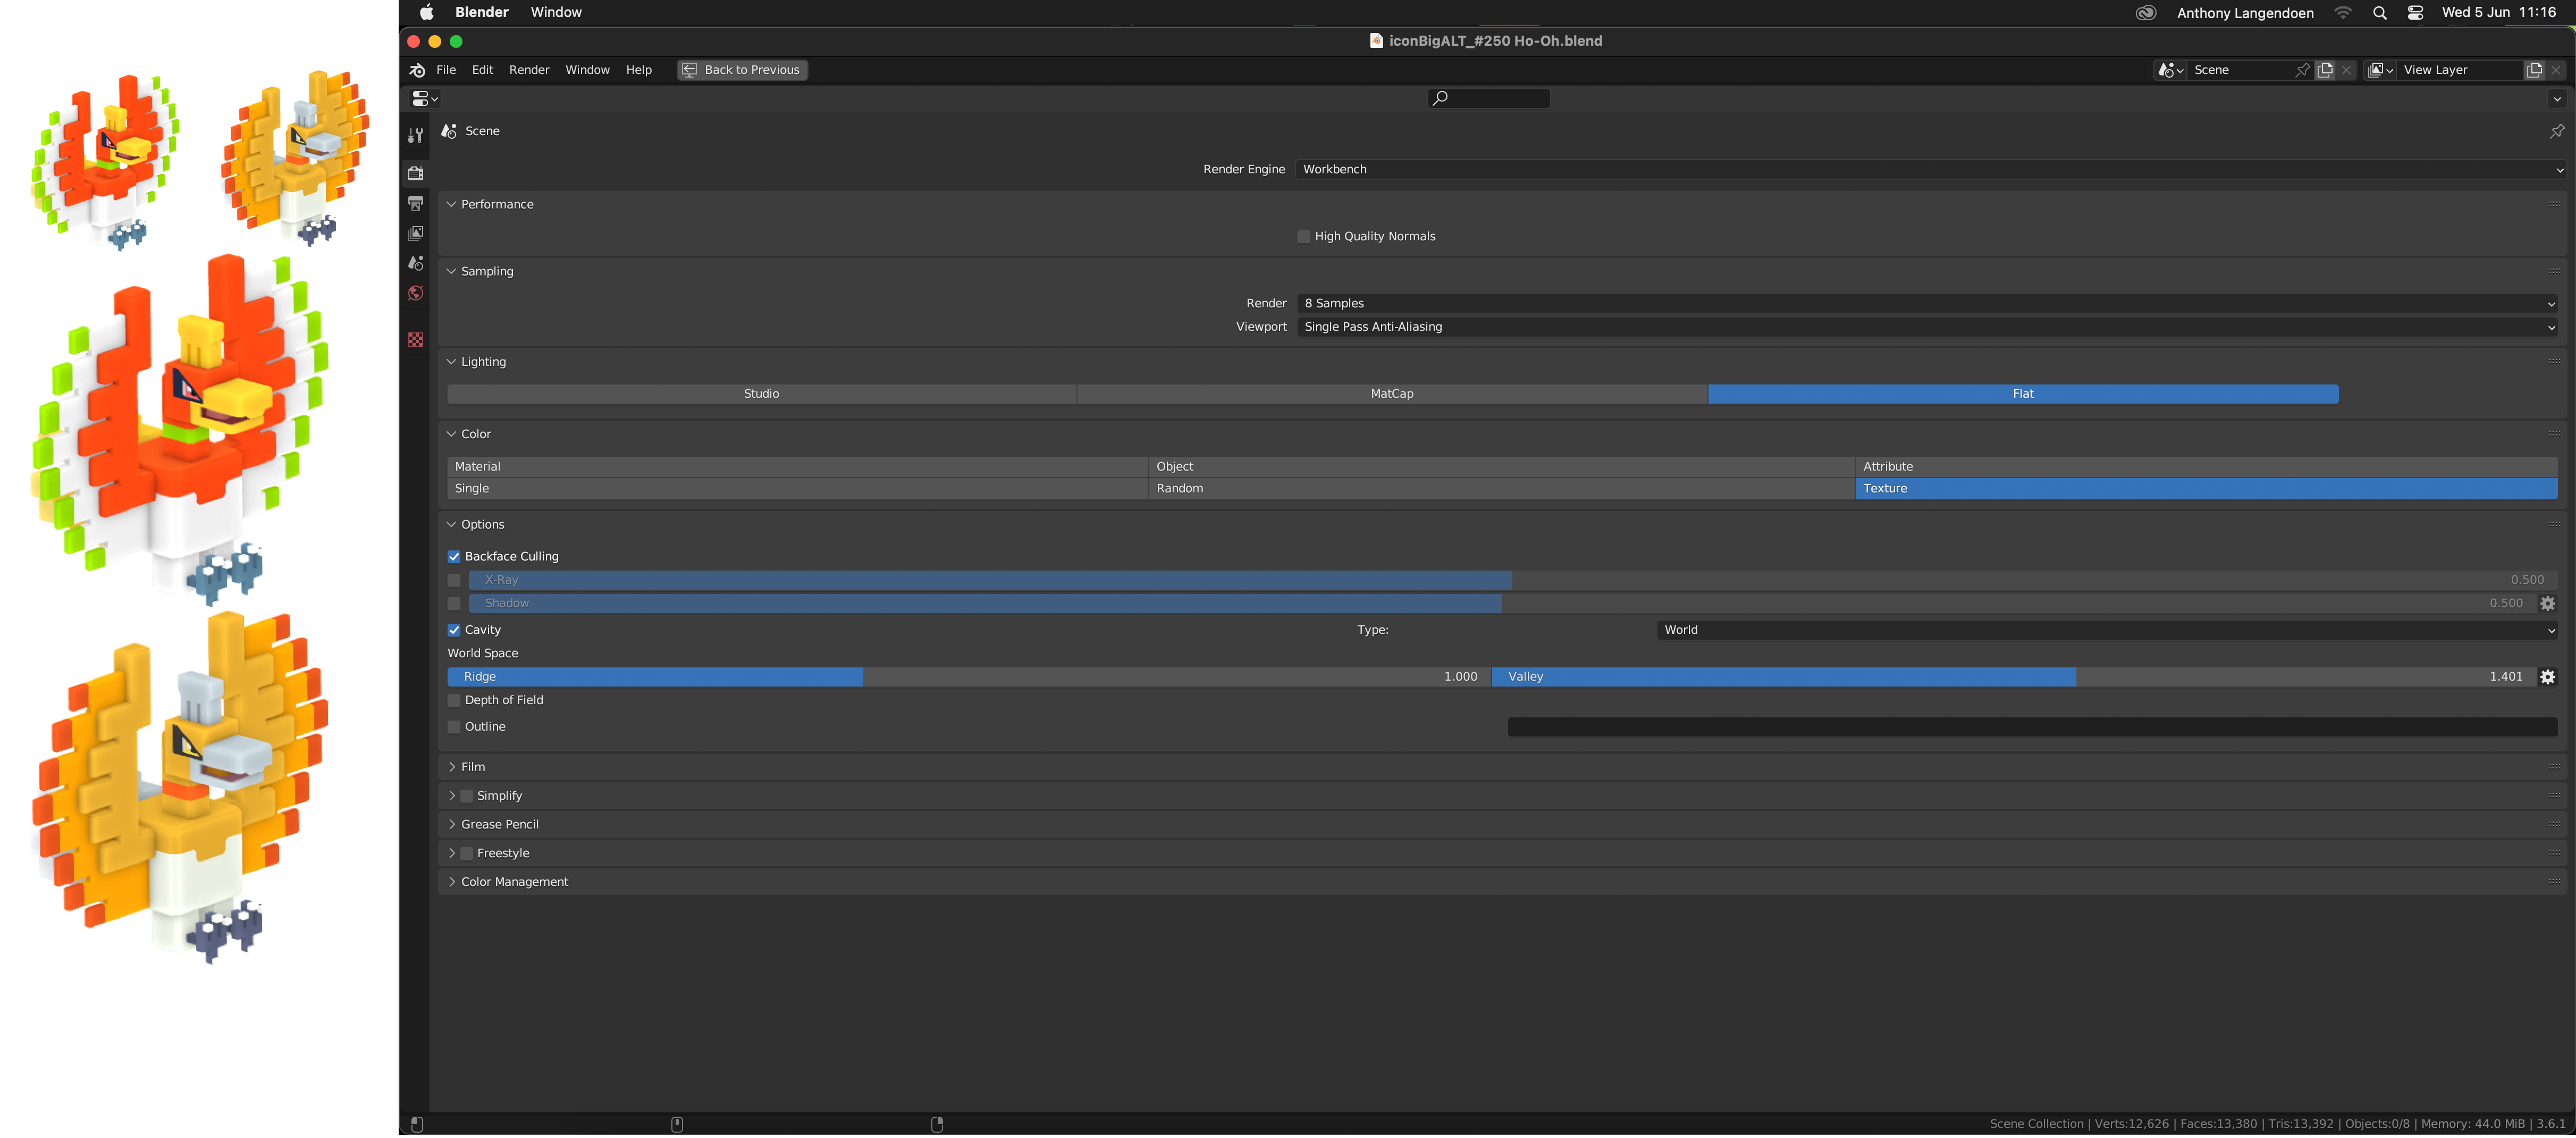 Blender Window Anthony Langendoen Wed 5 Jun 11:16
iconBigALT_#250 Ho-Oh.blend
File Edit Render Window Help Back to Previous Scene View Layer
Scene
Render Engine Workbench
Performance
High Quality Normals
Sampling
Render 8 Samples
Viewport Single Pass Anti-Aliasing
Lighting
Studio MatCap Flat
Color
Material Object Attribute
Single Random Texture
Options
Backface Culling
X-Ray 0.500
Shadow 0.500
Cavity Type: World
World Space
Ridge 1.000 Valley 1.401
Depth of Field
Outline
Film
Simplify
Grease Pencil
Freestyle
Color Management
Scene Collection | Verts:12,626 | Faces:13,380 | Tris:13,392 | Objects:0/8 | Memory: 44.0 MiB | 3.6.1